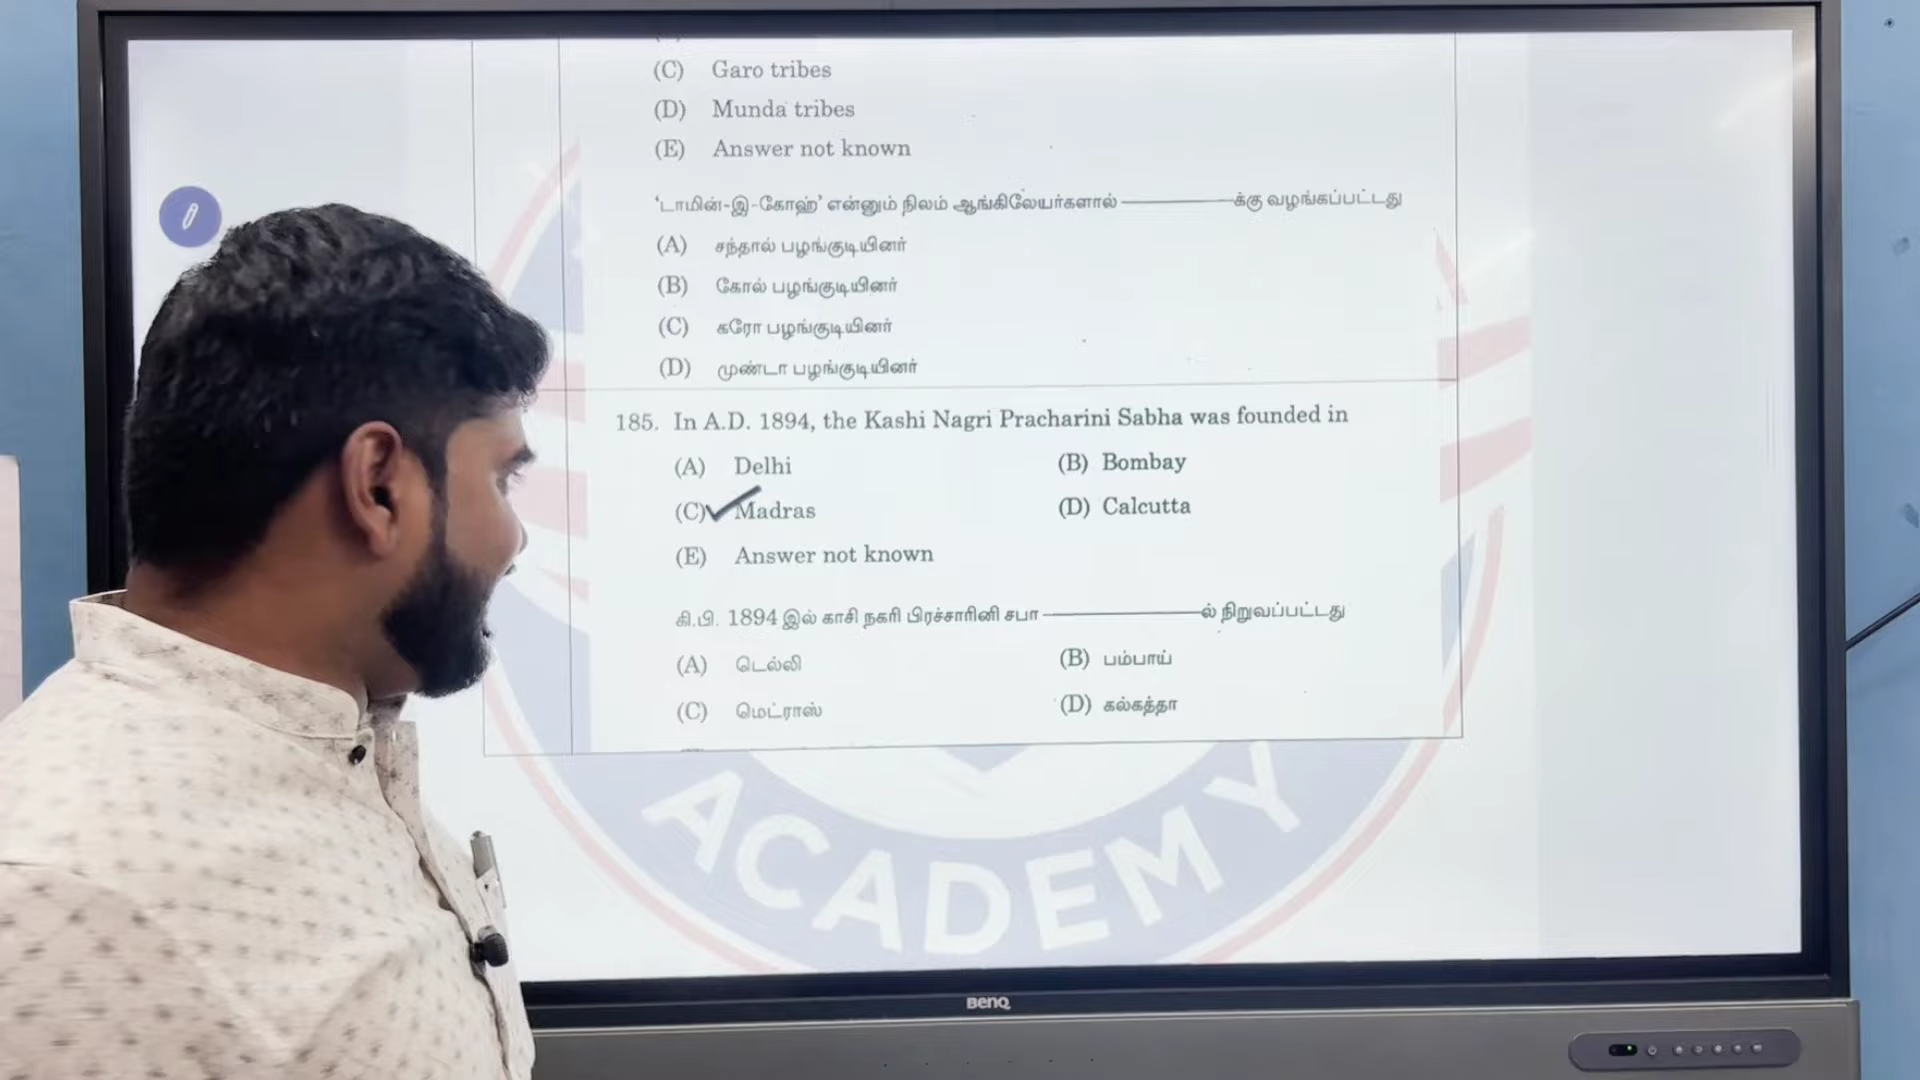 (C) Garo tribes
(D) Munda tribes
(E) Answer not known
‘டாமின்-இ-கோஹ்’ என்னும் நிலம் ஆங்கிலேயர்களால் ————க்கு வழங்கப்பட்டது
(A) சந்தால் பழங்குடியினர்
(B) கோல் பழங்குடியினர்
(C) கரோ பழங்குடியினர்
(D) முண்டா பழங்குடியினர்
185. In A.D. 1894, the Kashi Nagri Pracharini Sabha was founded in
(A) Delhi (B) Bombay
(C) Madras (D) Calcutta
(E) Answer not known
கி.பி. 1894 இல் காசி நகரி பிரச்சாரினி சபா ————ல் நிறுவப்பட்டது
(A) டெல்லி (B) பம்பாய்
(C) மெட்ராஸ் (D) கல்கத்தா
ACADEMY
BenQ